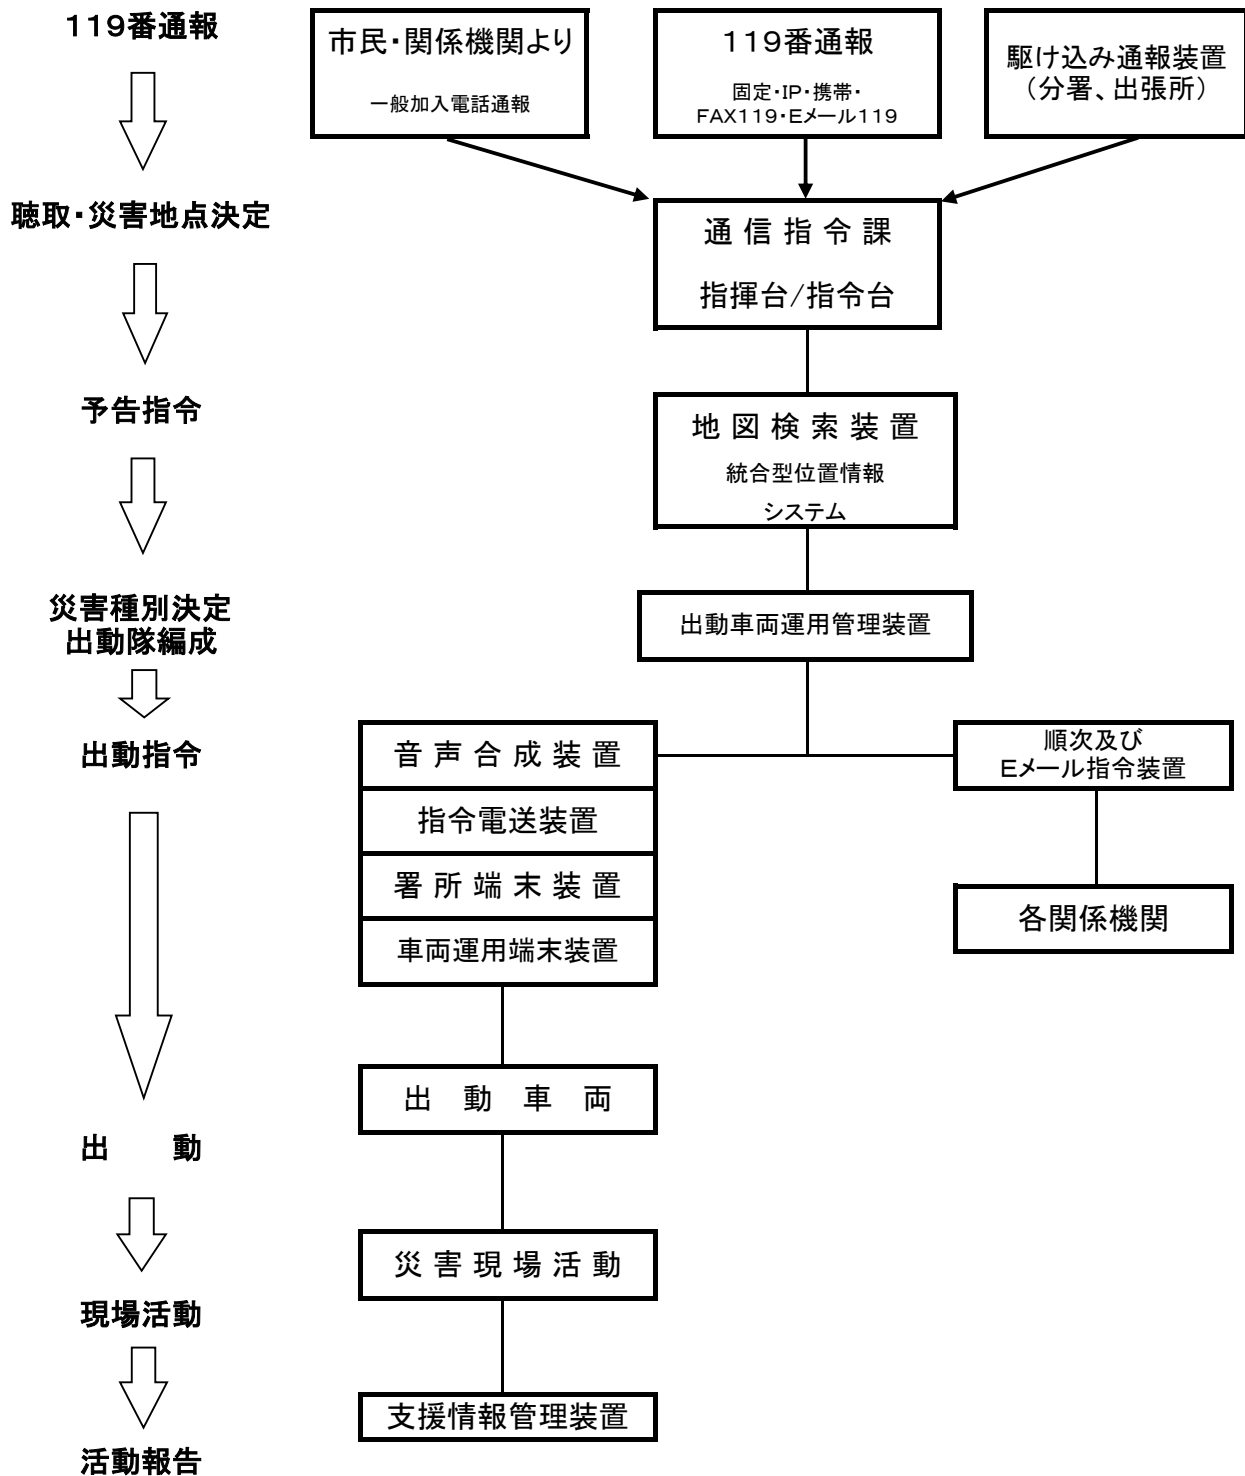 119番通報
聴取・災害地点決定
予告指令
災害種別決定
出動隊編成
出動指令
出　　動
現場活動
活動報告
市民・関係機関より
一般加入電話通報
119番通報
固定・IP・携帯・
FAX119・Eメール119
駆け込み通報装置
（分署、出張所）
通信指令課
指揮台/指令台
地図検索装置
統合型位置情報
システム
出動車両運用管理装置
音声合成装置
指令電送装置
署所端末装置
車両運用端末装置
順次及び
Eメール指令装置
各関係機関
出　動　車　両
災害現場活動
支援情報管理装置